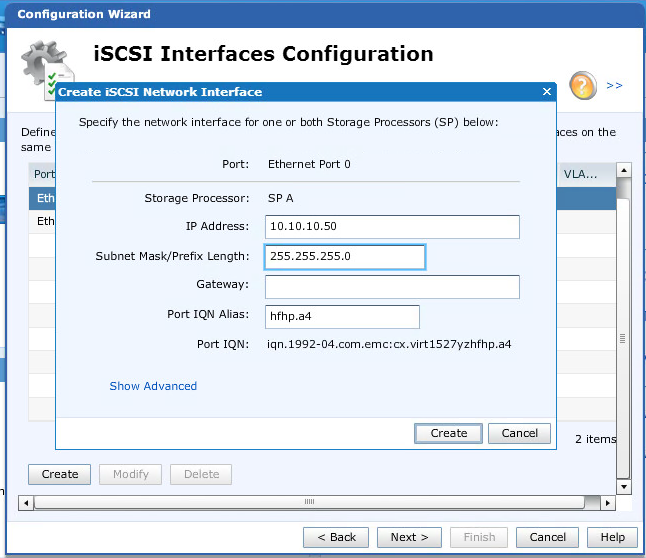 Configuration Wizard
iSCSI Interfaces Configuration
>>
Create iSCSI Network Interface
Specify the network interface for one or both Storage Processors (SP) below:
Define
aces on the
same
Port: Ethernet Port 0
Port
VLA...
Storage Processor: SP A
Eth
IP Address: 10.10.10.50
Eth
Subnet Mask/Prefix Length: 255.255.255.0
Gateway:
Port IQN Alias: hfhp.a4
Port IQN: iqn.1992-04.com.emc:cx.virt1527yzhfhp.a4
Show Advanced
Create Cancel
2 items
Create Modify Delete
< Back Next > Finish Cancel Help